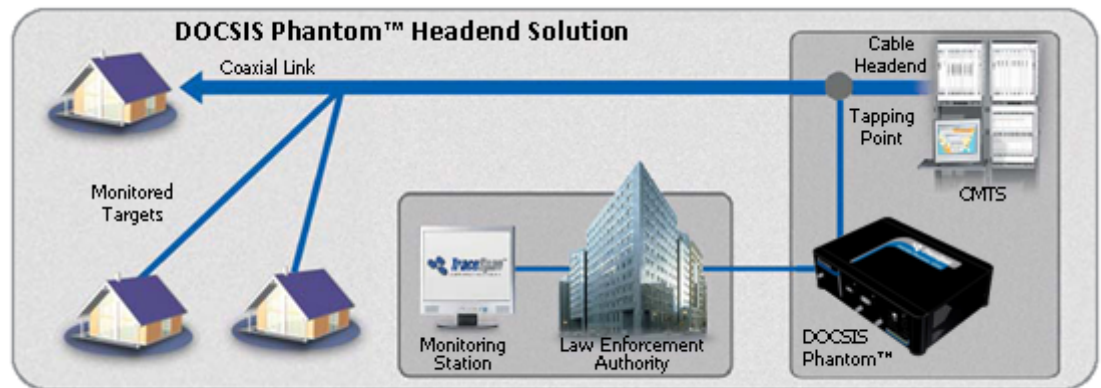 DOCSIS Phantom™ Headend Solution
Coaxial Link
Cable
Headend
Tapping
Point
CMTS
Monitored
Targets
TraceSpan
Monitoring
Station
Law Enforcement
Authority
DOCSIS
Phantom™